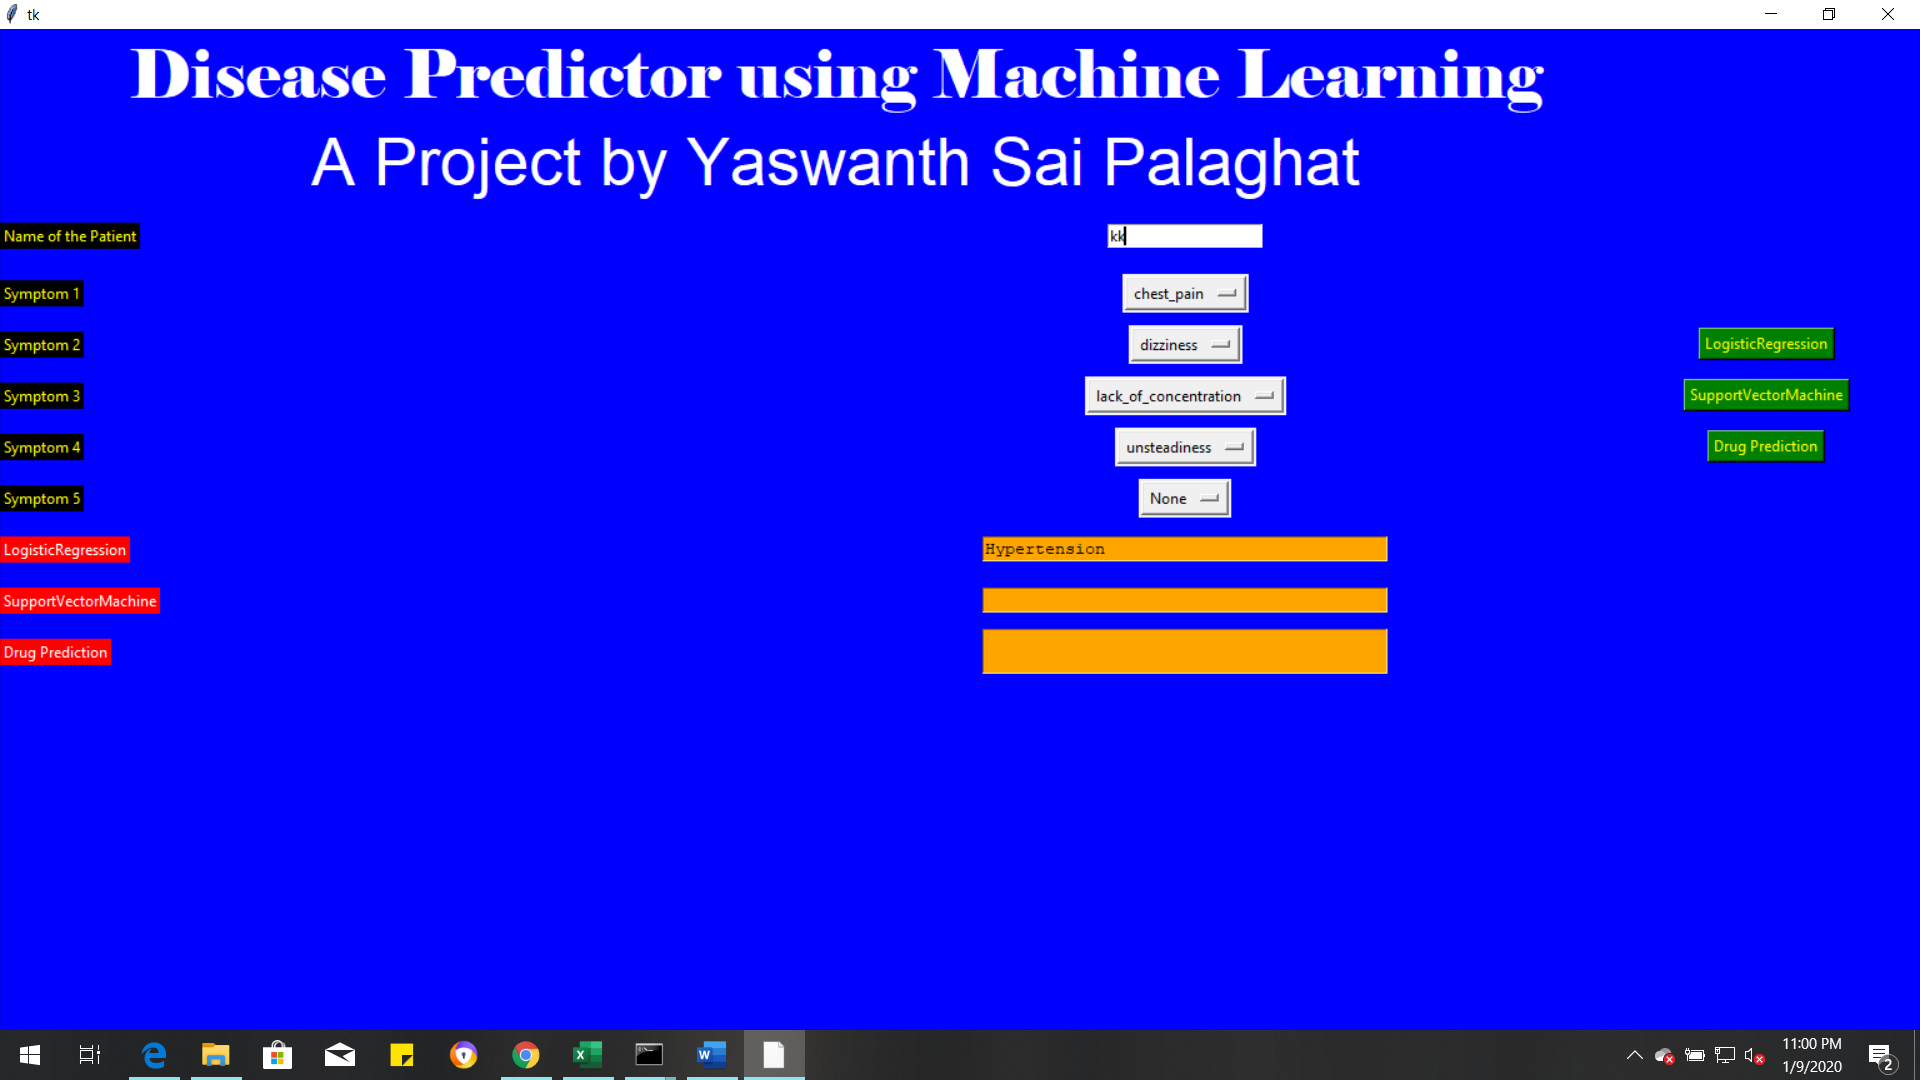 tk
Disease Predictor using Machine Learning
A Project by Yaswanth Sai Palaghat
Name of the Patient kk
Symptom 1 chest_pain
Symptom 2 dizziness LogisticRegression
Symptom 3 lack_of_concentration SupportVectorMachine
Symptom 4 unsteadiness Drug Prediction
Symptom 5 None
LogisticRegression Hypertension
SupportVectorMachine
Drug Prediction
11:00 PM
1/9/2020
2